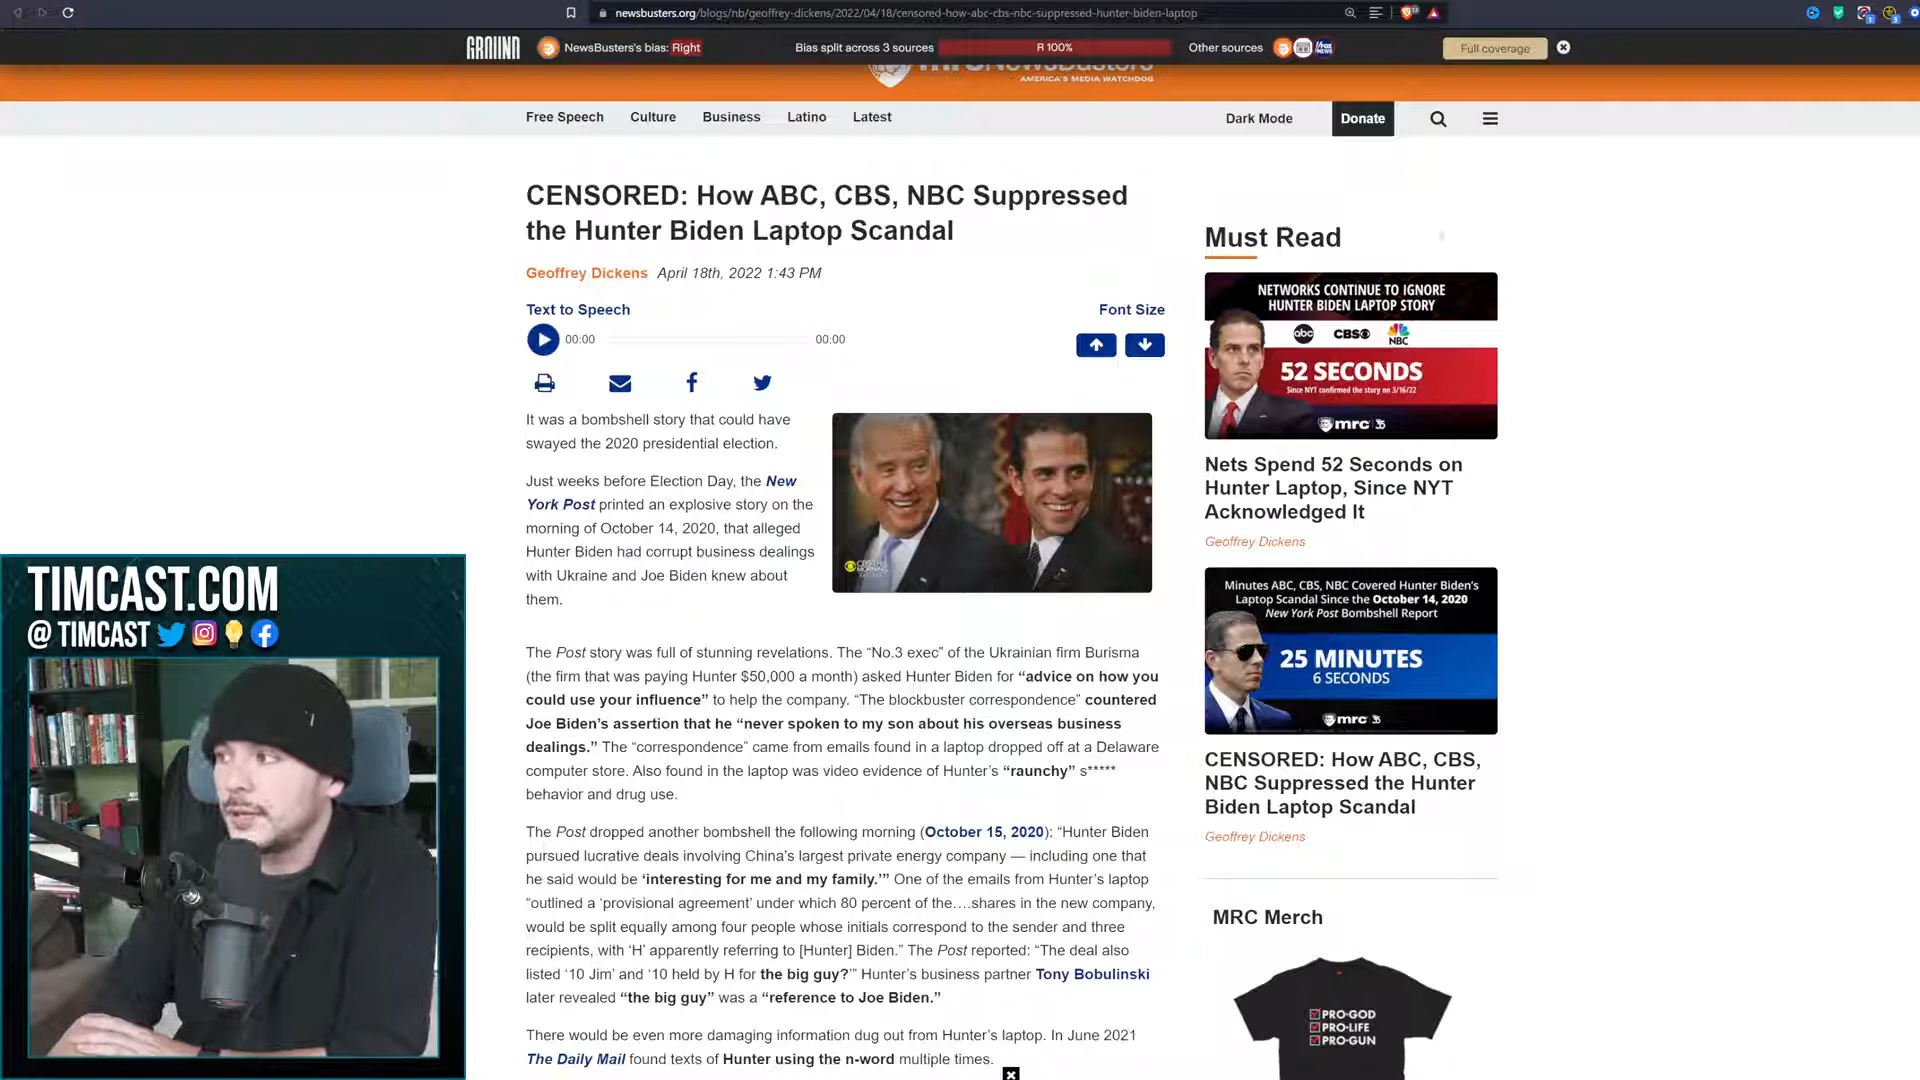 newsbusters.org/blogs/nb/geoffrey-dickens/2022/04/18/censored-how-abc-cbs-nbc-suppressed-hunter-biden-laptop
GROUND
NewsBusters's bias: Right
Bias split across 3 sources
R 100%
Other sources
Full coverage
AMERICA'S MEDIA WATCHDOG
Free Speech
Culture
Business
Latino
Latest
Dark Mode
Donate
CENSORED: How ABC, CBS, NBC Suppressed
the Hunter Biden Laptop Scandal
Geoffrey Dickens April 18th, 2022 1:43 PM
Text to Speech
Font Size
00:00
00:00
It was a bombshell story that could have
swayed the 2020 presidential election.
Just weeks before Election Day, the New
York Post printed an explosive story on the
morning of October 14, 2020, that alleged
Hunter Biden had corrupt business dealings
with Ukraine and Joe Biden knew about
them.
The Post story was full of stunning revelations. The “No.3 exec” of the Ukrainian firm Burisma
(the firm that was paying Hunter $50,000 a month) asked Hunter Biden for “advice on how you
could use your influence” to help the company. “The blockbuster correspondence” countered
Joe Biden’s assertion that he “never spoken to my son about his overseas business
dealings.” The “correspondence” came from emails found in a laptop dropped off at a Delaware
computer store. Also found in the laptop was video evidence of Hunter’s “raunchy” s*****
behavior and drug use.
The Post dropped another bombshell the following morning (October 15, 2020): “Hunter Biden
pursued lucrative deals involving China’s largest private energy company — including one that
he said would be ‘interesting for me and my family.’” One of the emails from Hunter’s laptop
“outlined a ‘provisional agreement’ under which 80 percent of the….shares in the new company,
would be split equally among four people whose initials correspond to the sender and three
recipients, with ‘H’ apparently referring to [Hunter] Biden.” The Post reported: “The deal also
listed ‘10 Jim’ and ‘10 held by H for the big guy?’” Hunter’s business partner Tony Bobulinski
later revealed “the big guy” was a “reference to Joe Biden.”
There would be even more damaging information dug out from Hunter’s laptop. In June 2021
The Daily Mail found texts of Hunter using the n-word multiple times.
Must Read
NETWORKS CONTINUE TO IGNORE
HUNTER BIDEN LAPTOP STORY
abc CBS NBC
52 SECONDS
Since NYT confirmed the story on 3/16/22
mrc 35
Nets Spend 52 Seconds on
Hunter Laptop, Since NYT
Acknowledged It
Geoffrey Dickens
Minutes ABC, CBS, NBC Covered Hunter Biden’s
Laptop Scandal Since the October 14, 2020
New York Post Bombshell Report
25 MINUTES
6 SECONDS
mrc 35
CENSORED: How ABC, CBS,
NBC Suppressed the Hunter
Biden Laptop Scandal
Geoffrey Dickens
MRC Merch
PRO-GOD
PRO-LIFE
PRO-GUN
TIMCAST.COM
@ TIMCAST